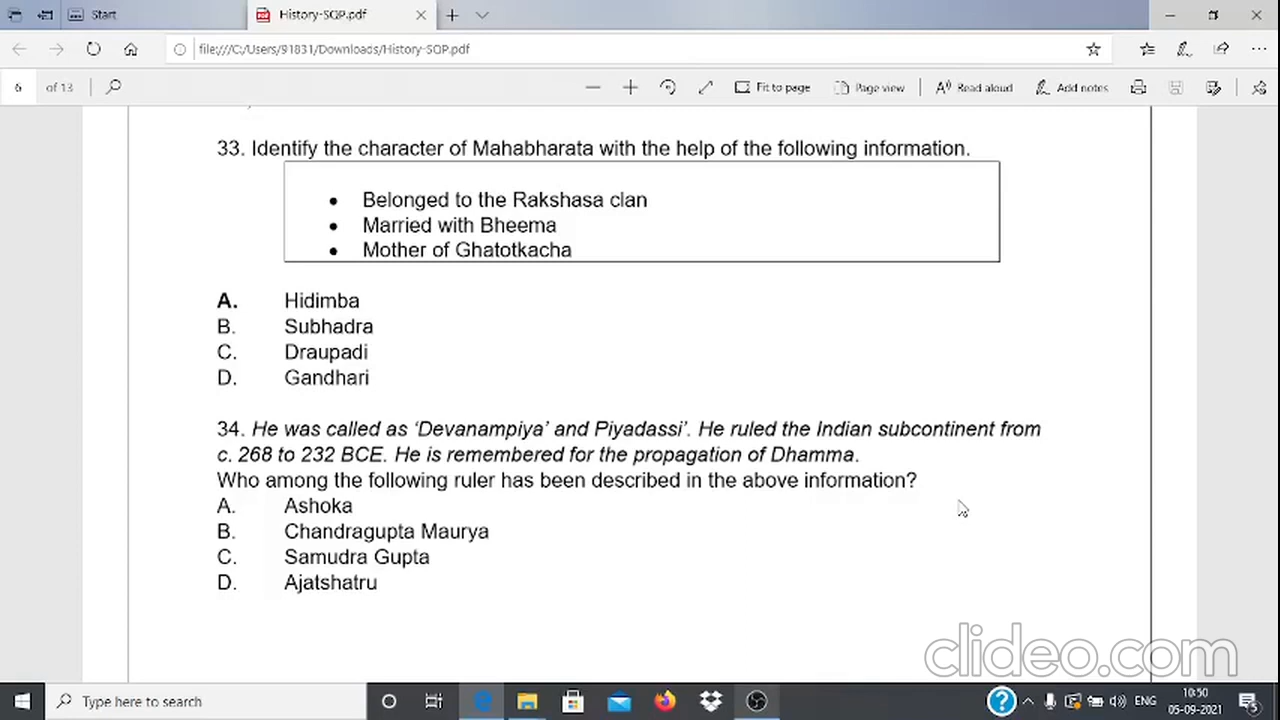 Start
History-SQP.pdf
file:///C:/Users/91831/Downloads/History-SQP.pdf
6 of 13
Fit to page
Page view
Read aloud
Add notes
33. Identify the character of Mahabharata with the help of the following information.
• Belonged to the Rakshasa clan
• Married with Bheema
• Mother of Ghatotkacha
A. Hidimba
B. Subhadra
C. Draupadi
D. Gandhari
34. He was called as ‘Devanampiya’ and Piyadassi’. He ruled the Indian subcontinent from
c. 268 to 232 BCE. He is remembered for the propagation of Dhamma.
Who among the following ruler has been described in the above information?
A. Ashoka
B. Chandragupta Maurya
C. Samudra Gupta
D. Ajatshatru
clideo.com
Type here to search
ENG
10:50
05-09-2021
5